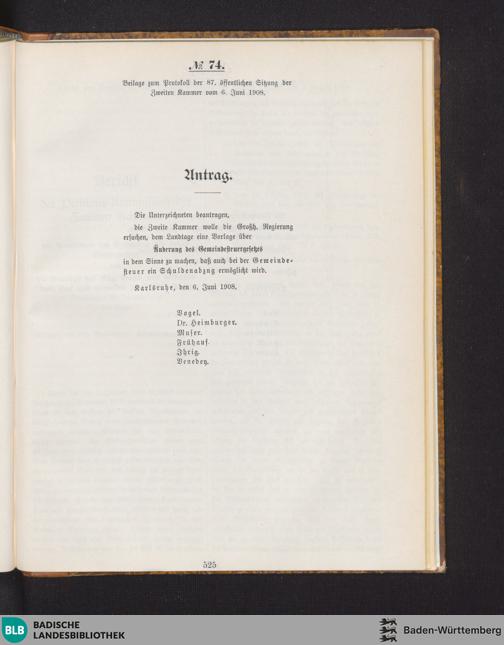 № 74.
Beilage zum Protokoll der 87. öffentlichen Sitzung der
Zweiten Kammer vom 6. Juni 1908.
Antrag.
Die Unterzeichneten beantragen,
die Zweite Kammer wolle die Großh. Regierung
ersuchen, dem Landtage eine Vorlage über
Änderung des Gemeindesteuergesetzes
in dem Sinne zu machen, daß auch bei der Gemeinde-
steuer ein Schuldenabzug ermöglicht wird.
Karlsruhe, den 6. Juni 1908.
Vogel.
Dr. Heimburger.
Muser.
Frühauf.
Ihrig.
Venedey.
525
BLB
BADISCHE
LANDESBIBLIOTHEK
Baden-Württemberg